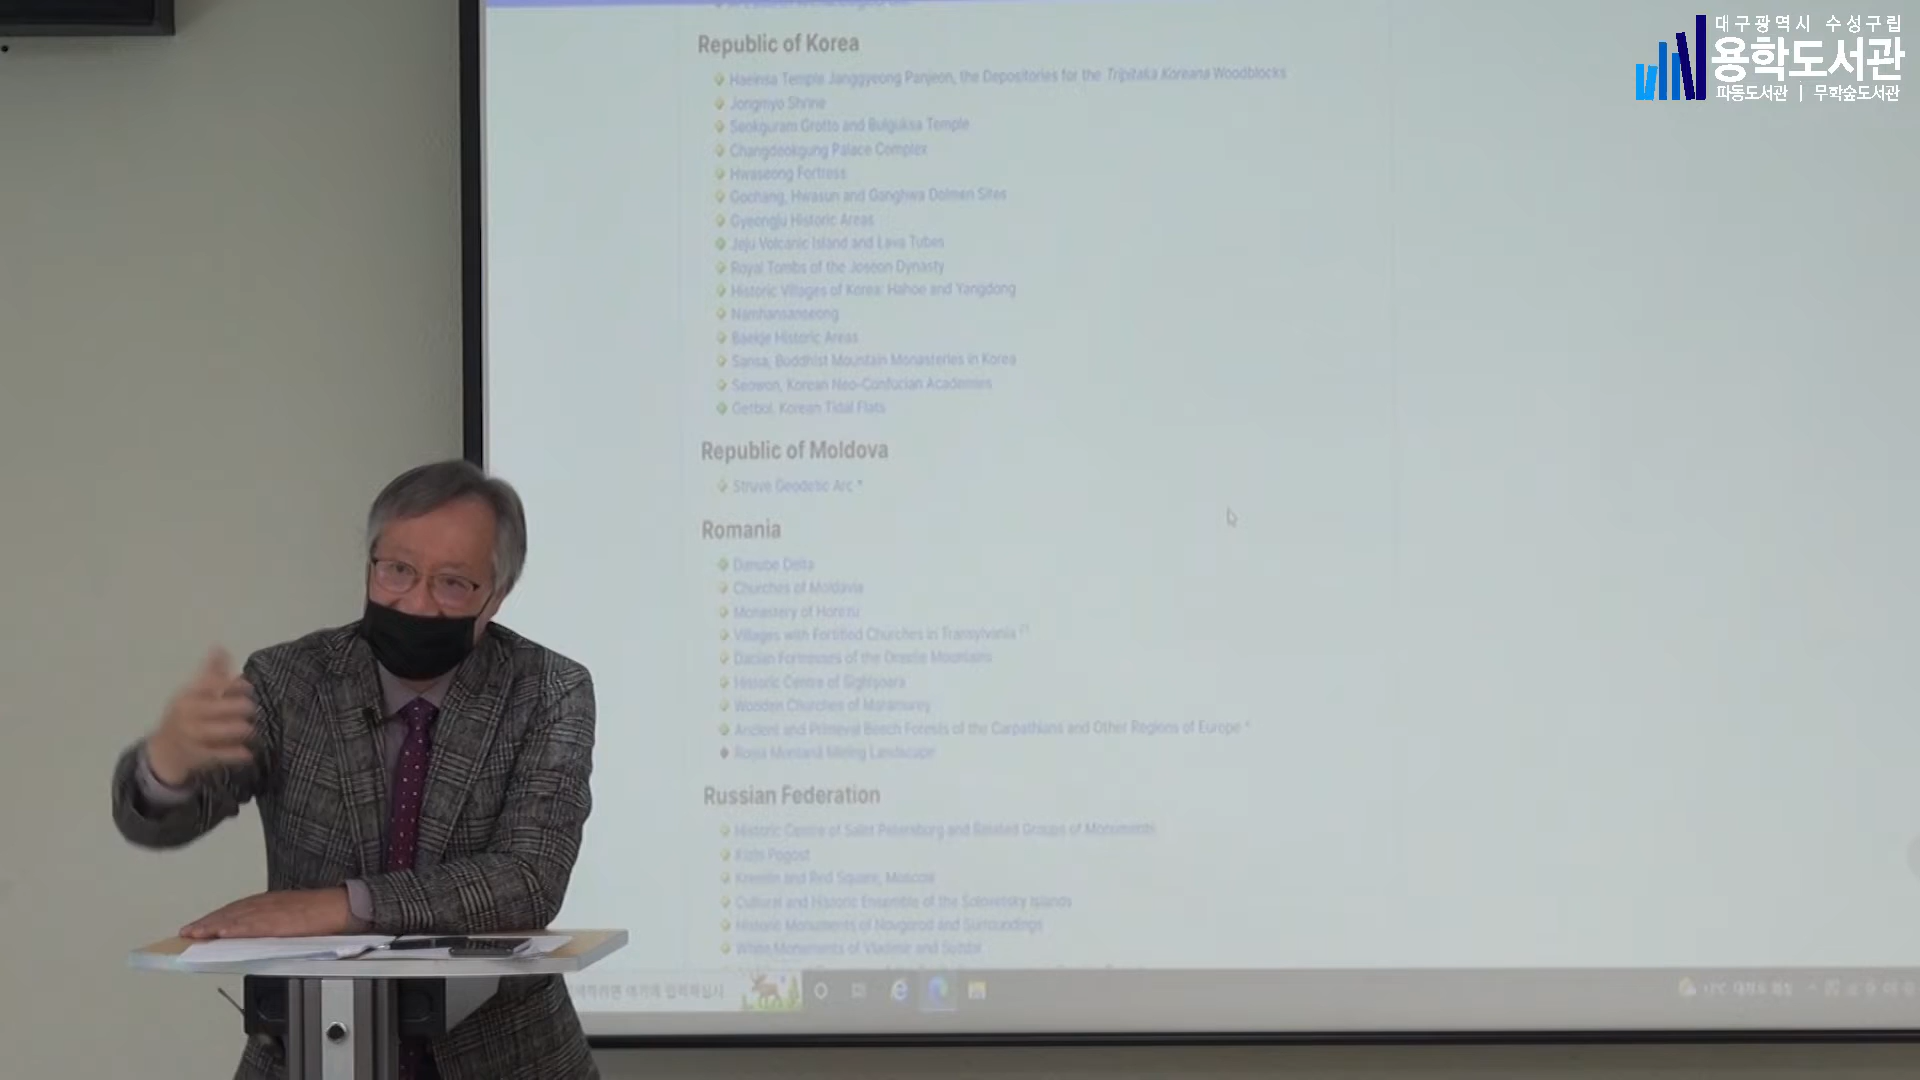 대구광역시 수성구립
용학도서관
파동도서관 | 무학숲도서관
Republic of Korea
Haeinsa Temple Janggyeong Panjeon, the Depositories for the Tripitaka Koreana Woodblocks
Jongmyo Shrine
Seokguram Grotto and Bulguksa Temple
Changdeokgung Palace Complex
Hwaseong Fortress
Gochang, Hwasun and Ganghwa Dolmen Sites
Gyeongju Historic Areas
Jeju Volcanic Island and Lava Tubes
Royal Tombs of the Joseon Dynasty
Historic Villages of Korea: Hahoe and Yangdong
Namhansanseong
Baekje Historic Areas
Sansa, Buddhist Mountain Monasteries in Korea
Seowon, Korean Neo-Confucian Academies
Getbol, Korean Tidal Flats
Republic of Moldova
Struve Geodetic Arc *
Romania
Danube Delta
Churches of Moldavia
Monastery of Horezu
Villages with Fortified Churches in Transylvania
Dacian Fortresses of the Orastie Mountains
Historic Centre of Sighişoara
Wooden Churches of Maramureş
Ancient and Primeval Beech Forests of the Carpathians and Other Regions of Europe *
Roşia Montană Mining Landscape
Russian Federation
Historic Centre of Saint Petersburg and Related Groups of Monuments
Kizhi Pogost
Kremlin and Red Square, Moscow
Cultural and Historic Ensemble of the Solovetsky Islands
Historic Monuments of Novgorod and Surroundings
White Monuments of Vladimir and Suzdal
여기에 입력하십시